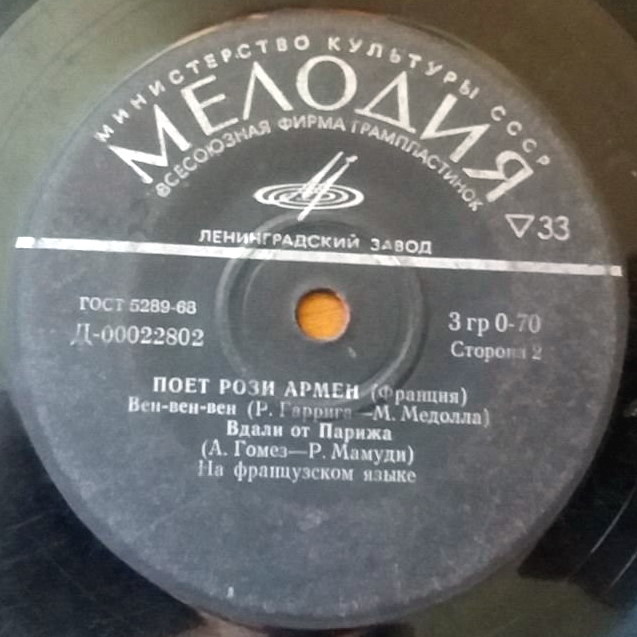 МИНИСТЕРСТВО КУЛЬТУРЫ СССР
МЕЛОДИЯ
ВСЕСОЮЗНАЯ ФИРМА ГРАМПЛАСТИНОК
▽33
ЛЕНИНГРАДСКИЙ ЗАВОД
ГОСТ 5289-68
Д-00022802
3 гр 0-70
Сторона 2
ПОЕТ РОЗИ АРМЕН (Франция)
Вен-вен-вен (Р. Гаррига—М. Медолла)
Вдали от Парижа
(А. Гомез—Р. Мамуди)
На французском языке